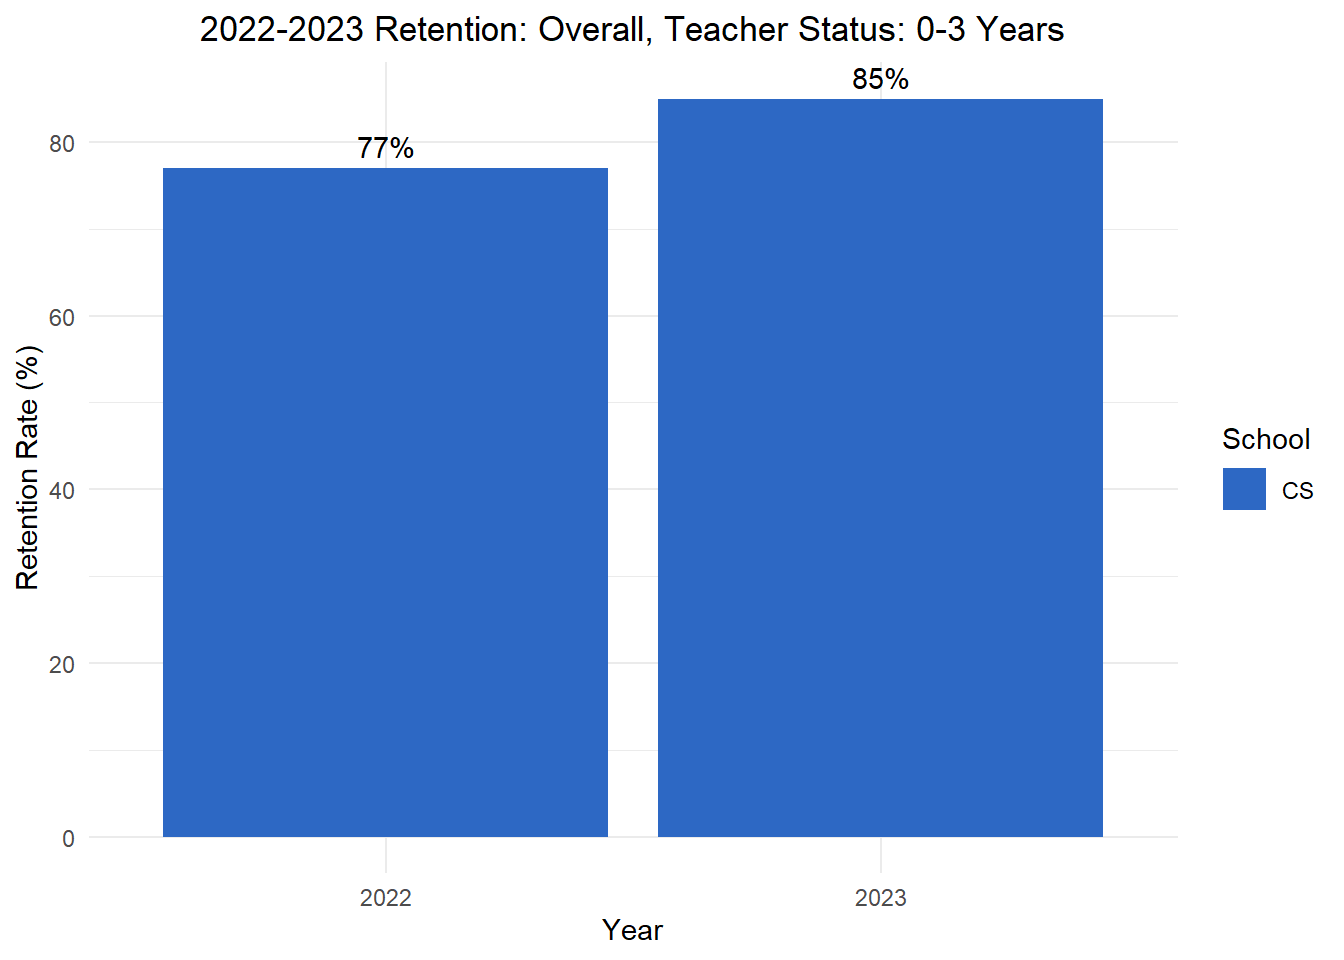 2022-2023 Retention: Overall, Teacher Status: 0-3 Years
85%
77%
80
60
40
20
0
Retention Rate (%)
2022
2023
Year
School
CS